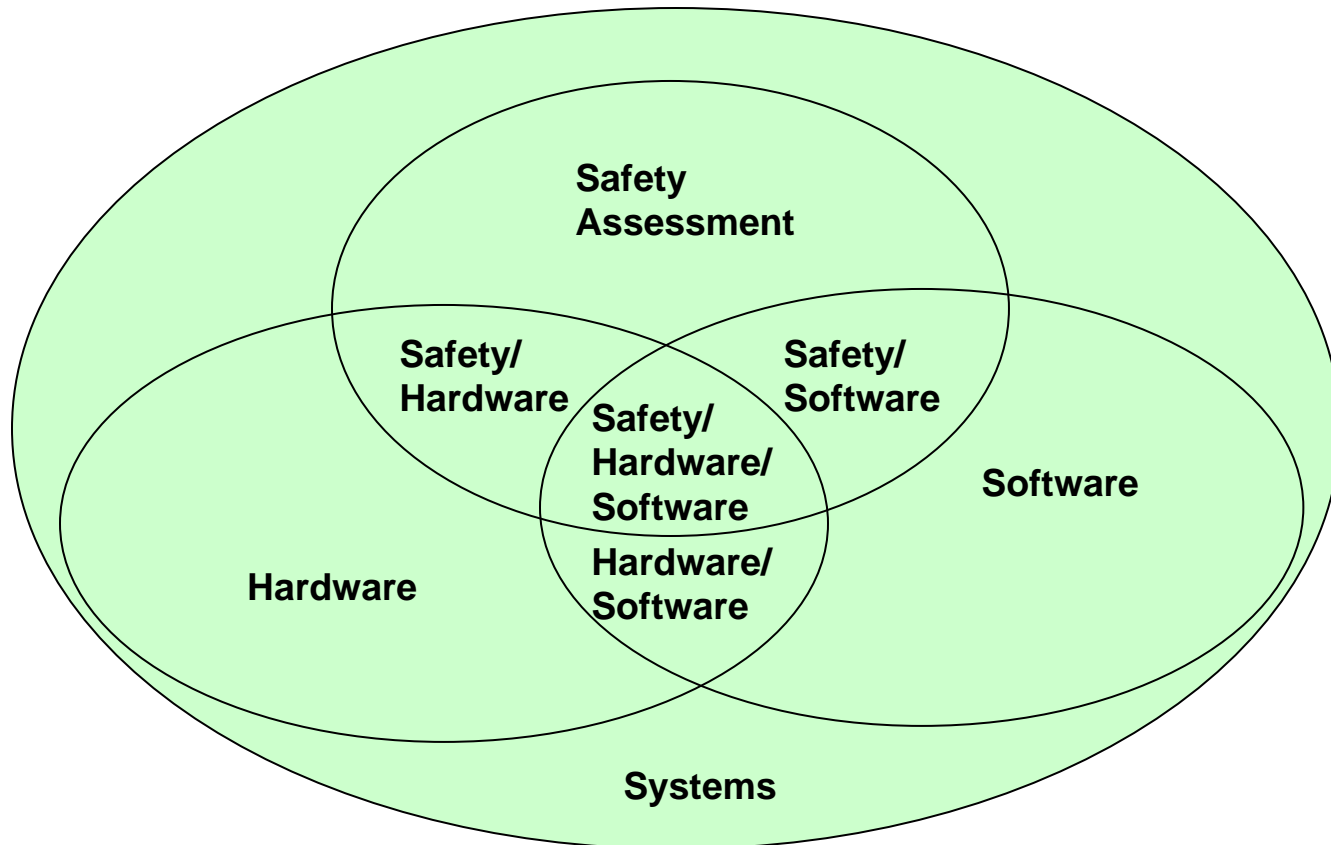 Safety
Assessment
Safety/
Hardware
Safety/
Software
Safety/
Hardware/
Software
Software
Hardware/
Software
Hardware
Systems